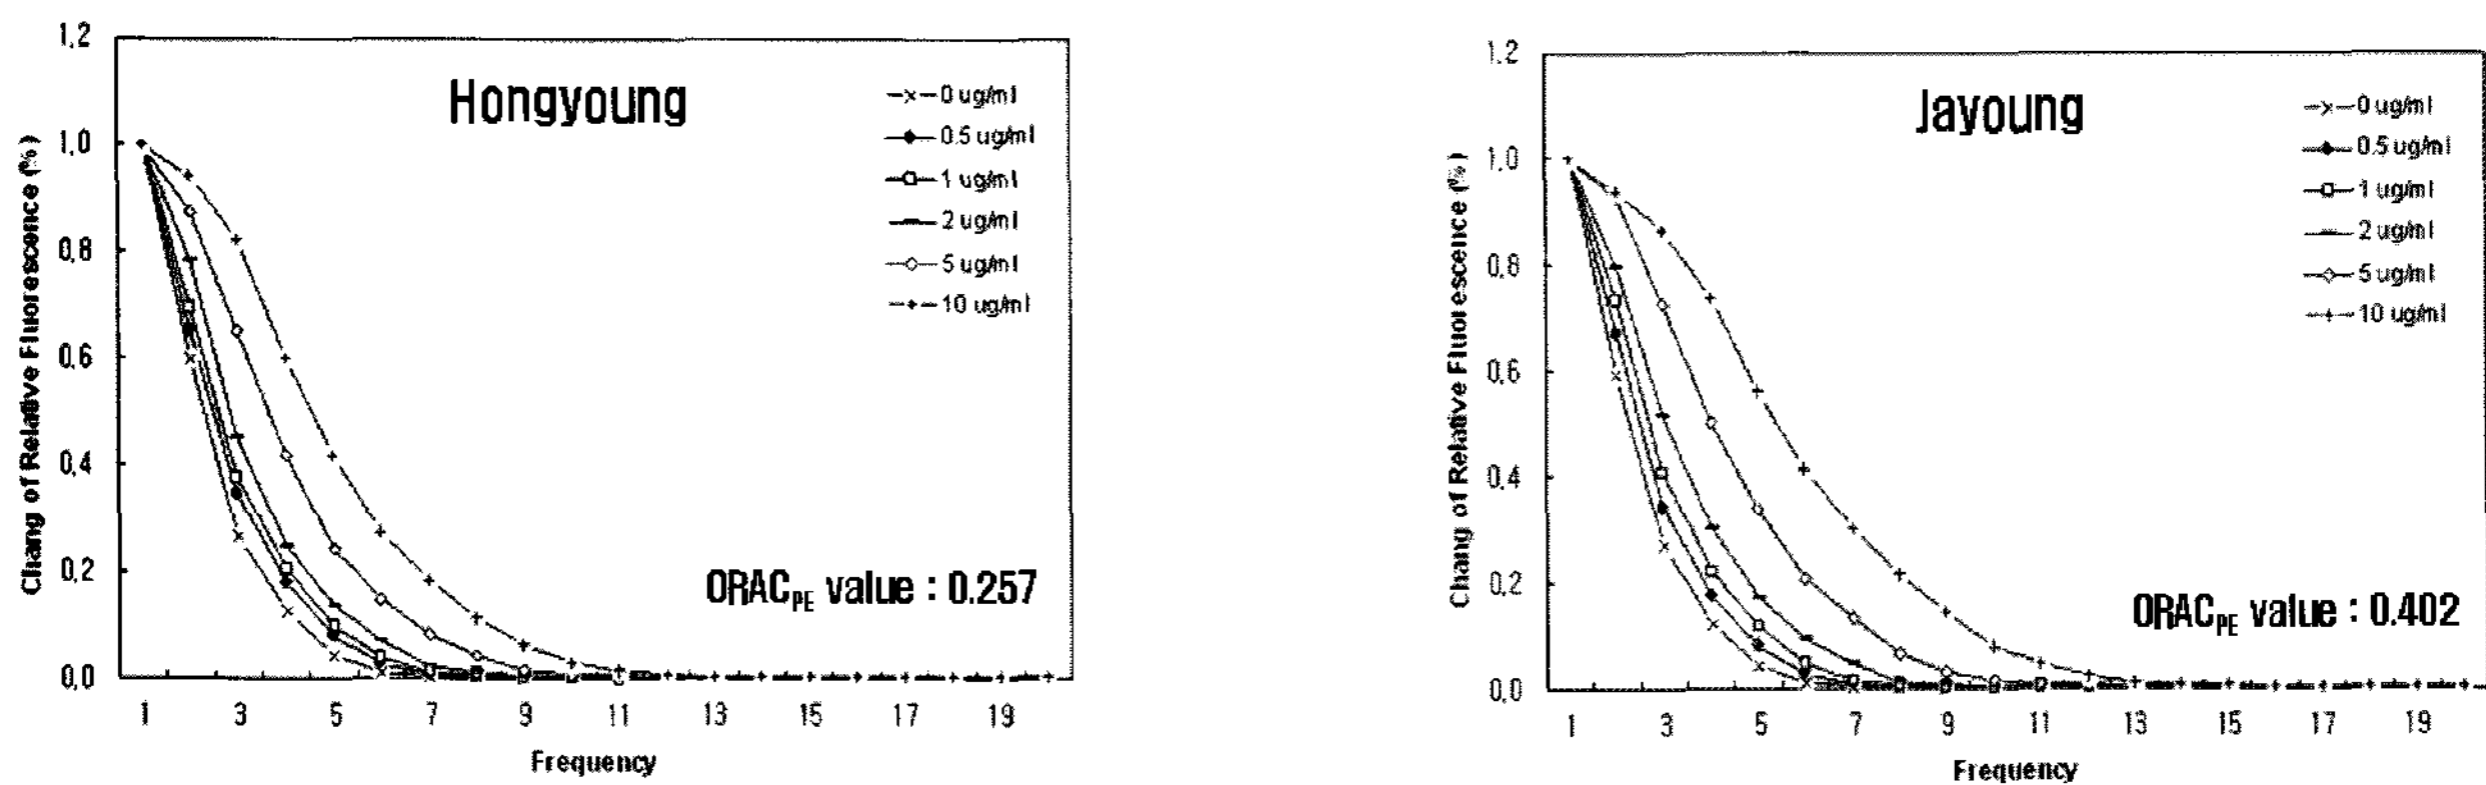 Hongyoung
1.2
1.0
0.8
0.6
0.4
0.2
0.0
Chang of Relative Fluorescence (%)
0 ug/ml
0.5 ug/ml
1 ug/ml
2 ug/ml
5 ug/ml
10 ug/ml
ORAC_PE value : 0.257
1 3 5 7 9 11 13 15 17 19
Frequency
Jayoung
1.2
1.0
0.8
0.6
0.4
0.2
0.0
Chang of Relative Fluorescence (%)
0 ug/ml
0.5 ug/ml
1 ug/ml
2 ug/ml
5 ug/ml
10 ug/ml
ORAC_PE value : 0.402
1 3 5 7 9 11 13 15 17 19
Frequency